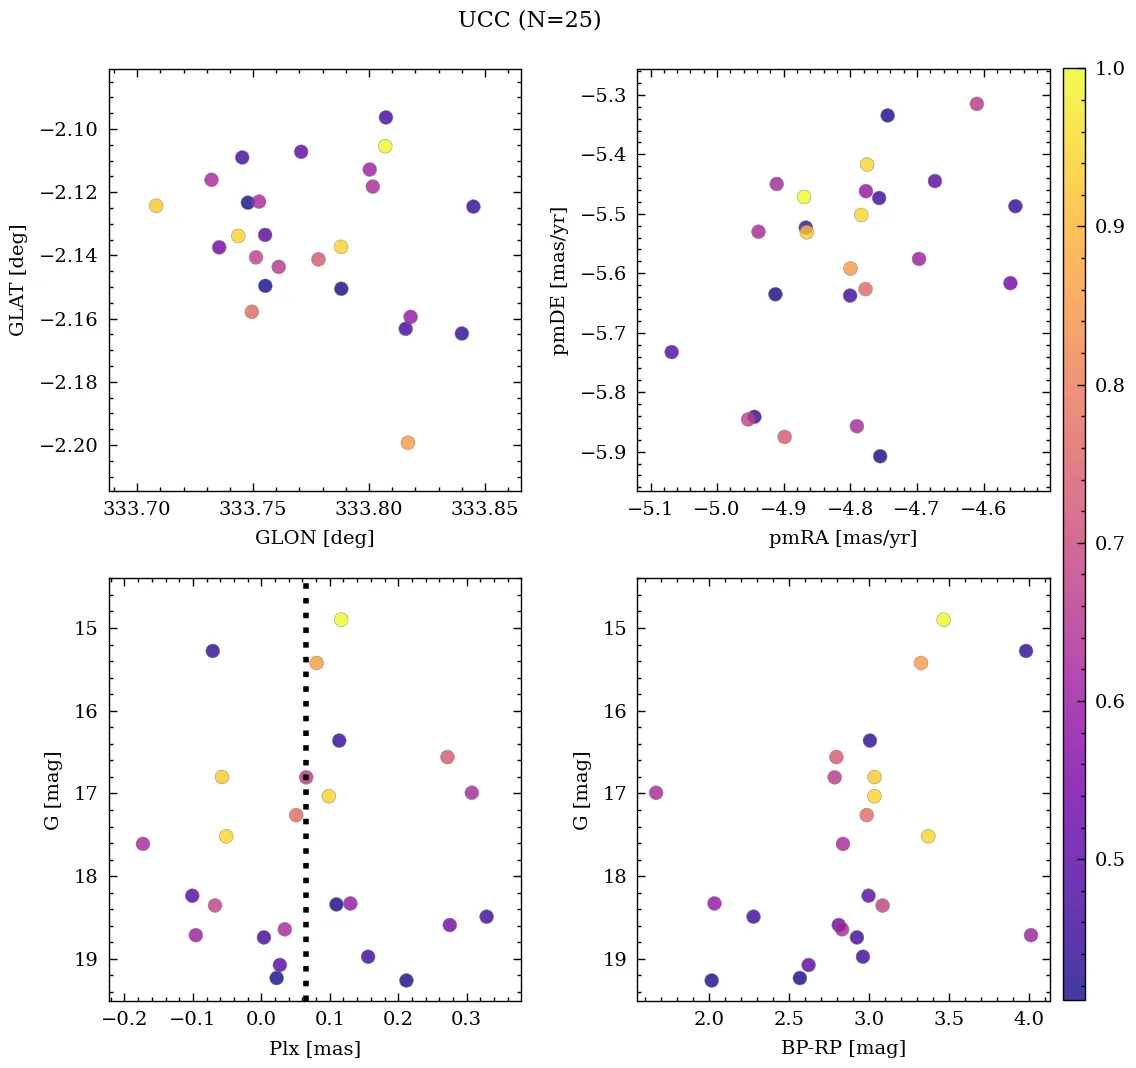 UCC (N=25)
−2.10
−2.12
−2.14
−2.16
−2.18
−2.20
GLAT [deg]
333.70 333.75 333.80 333.85
GLON [deg]
−5.3
−5.4
−5.5
−5.6
−5.7
−5.8
−5.9
pmDE [mas/yr]
−5.1 −5.0 −4.9 −4.8 −4.7 −4.6
pmRA [mas/yr]
15
16
17
18
19
G [mag]
−0.2 −0.1 0.0 0.1 0.2 0.3
Plx [mas]
15
16
17
18
19
G [mag]
2.0 2.5 3.0 3.5 4.0
BP-RP [mag]
1.0
0.9
0.8
0.7
0.6
0.5